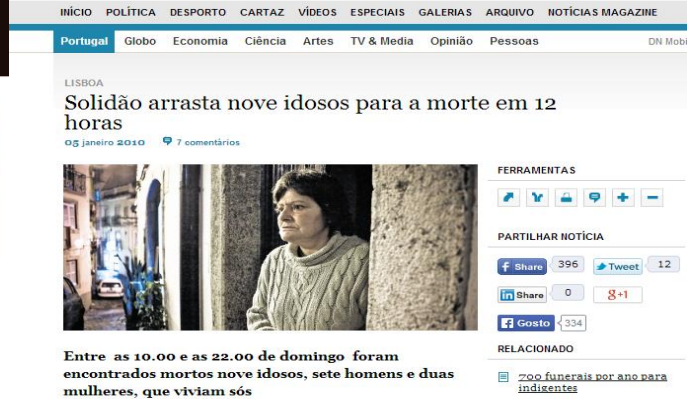 INÍCIO POLÍTICA DESPORTO CARTAZ VÍDEOS ESPECIAIS GALERIAS ARQUIVO NOTÍCIAS MAGAZINE
Portugal Globo Economia Ciência Artes TV & Media Opinião Pessoas DN Mobi
LISBOA
Solidão arrasta nove idosos para a morte em 12
horas
05 janeiro 2010 7 comentários
FERRAMENTAS
PARTILHAR NOTÍCIA
f Share 396 Tweet 12
in Share 0 g+1
f Gosto 334
RELACIONADO
700 funerais por ano para
indigentes
Entre as 10.00 e as 22.00 de domingo foram
encontrados mortos nove idosos, sete homens e duas
mulheres, que viviam sós